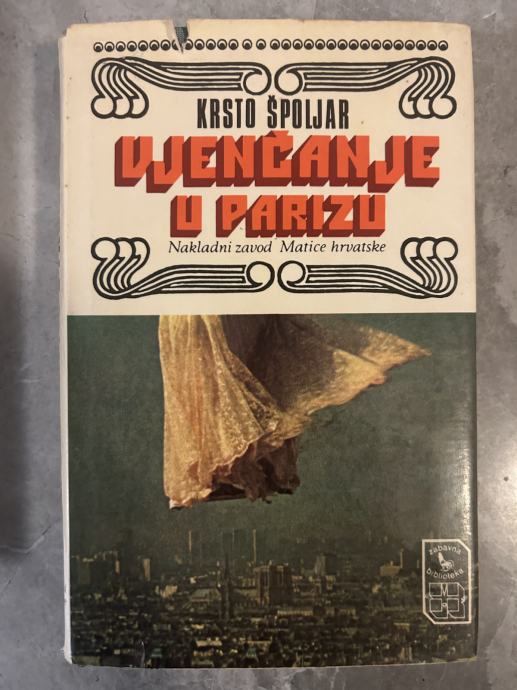 KRSTO ŠPOLJAR
VJENČANJE
U PARIZU
Nakladni zavod Matice hrvatske
zabavna
biblioteka